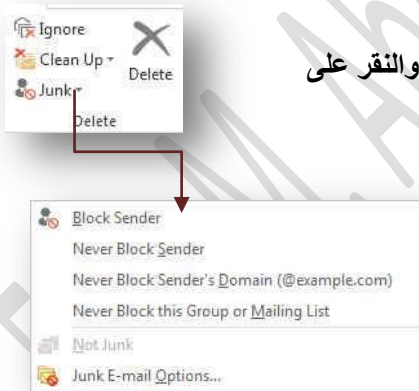 Ignore
Clean Up
Junk
Delete
Delete
والنقر على
Block Sender
Never Block Sender
Never Block Sender's Domain (@example.com)
Never Block this Group or Mailing List
Not Junk
Junk E-mail Options...